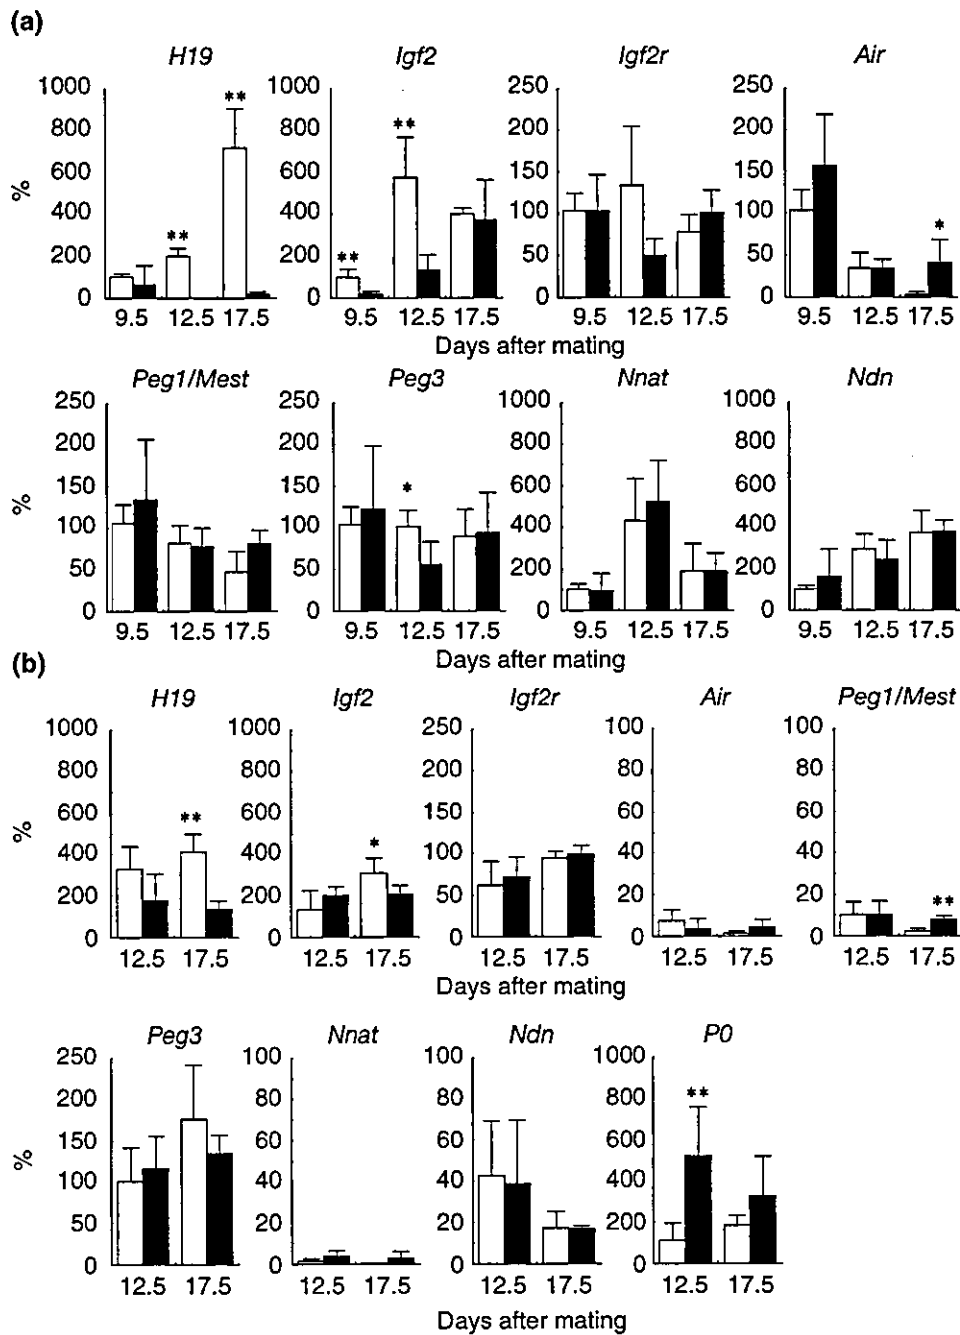 (a)
H19 Igf2 Igf2r Air
1000 1000 250 250
** **
800 800 200 200
600 600 150 150
%
400 400 100 100
** *
200 200 50 50
**
0 0 0 0
9.5 12.5 17.5 9.5 12.5 17.5 9.5 12.5 17.5 9.5 12.5 17.5
Days after mating
Peg1/Mest Peg3 Nnat Ndn
250 250 1000 1000
200 200 800 800
150 150 600 600
*
%
100 100 400 400
50 50 200 200
0 0 0 0
9.5 12.5 17.5 9.5 12.5 17.5 9.5 12.5 17.5 9.5 12.5 17.5
Days after mating
(b)
H19 Igf2 Igf2r Air Peg1/Mest
1000 1000 250 100 100
800 800 200 80 80
600 600 150 60 60
** *
%
400 400 100 40 40
200 200 50 20 20
**
0 0 0 0 0
12.5 17.5 12.5 17.5 12.5 17.5 12.5 17.5 12.5 17.5
Days after mating
Peg3 Nnat Ndn P0
250 100 100 1000
**
200 80 80 800
150 60 60 600
%
100 40 40 400
50 20 20 200
0 0 0 0
12.5 17.5 12.5 17.5 12.5 17.5 12.5 17.5
Days after mating